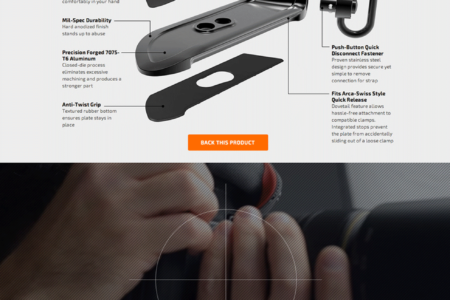 comfortably in your hand
Mil-Spec Durability
Hard anodized finish
stands up to abuse
Precision Forged 7075-
T6 Aluminum
Closed-die process
eliminates excessive
machining and produces a
stronger part
Anti-Twist Grip
Textured rubber bottom
ensures plate stays in
place
Push-Button Quick
Disconnect Fastener
Proven stainless steel
design provides secure yet
simple to remove
connection for strap
Fits Arca-Swiss Style
Quick Release
Dovetail feature allows
hassle-free attachment to
compatible clamps.
Integrated stops prevent
the plate from accidentally
sliding out of a loose clamp
BACK THIS PRODUCT